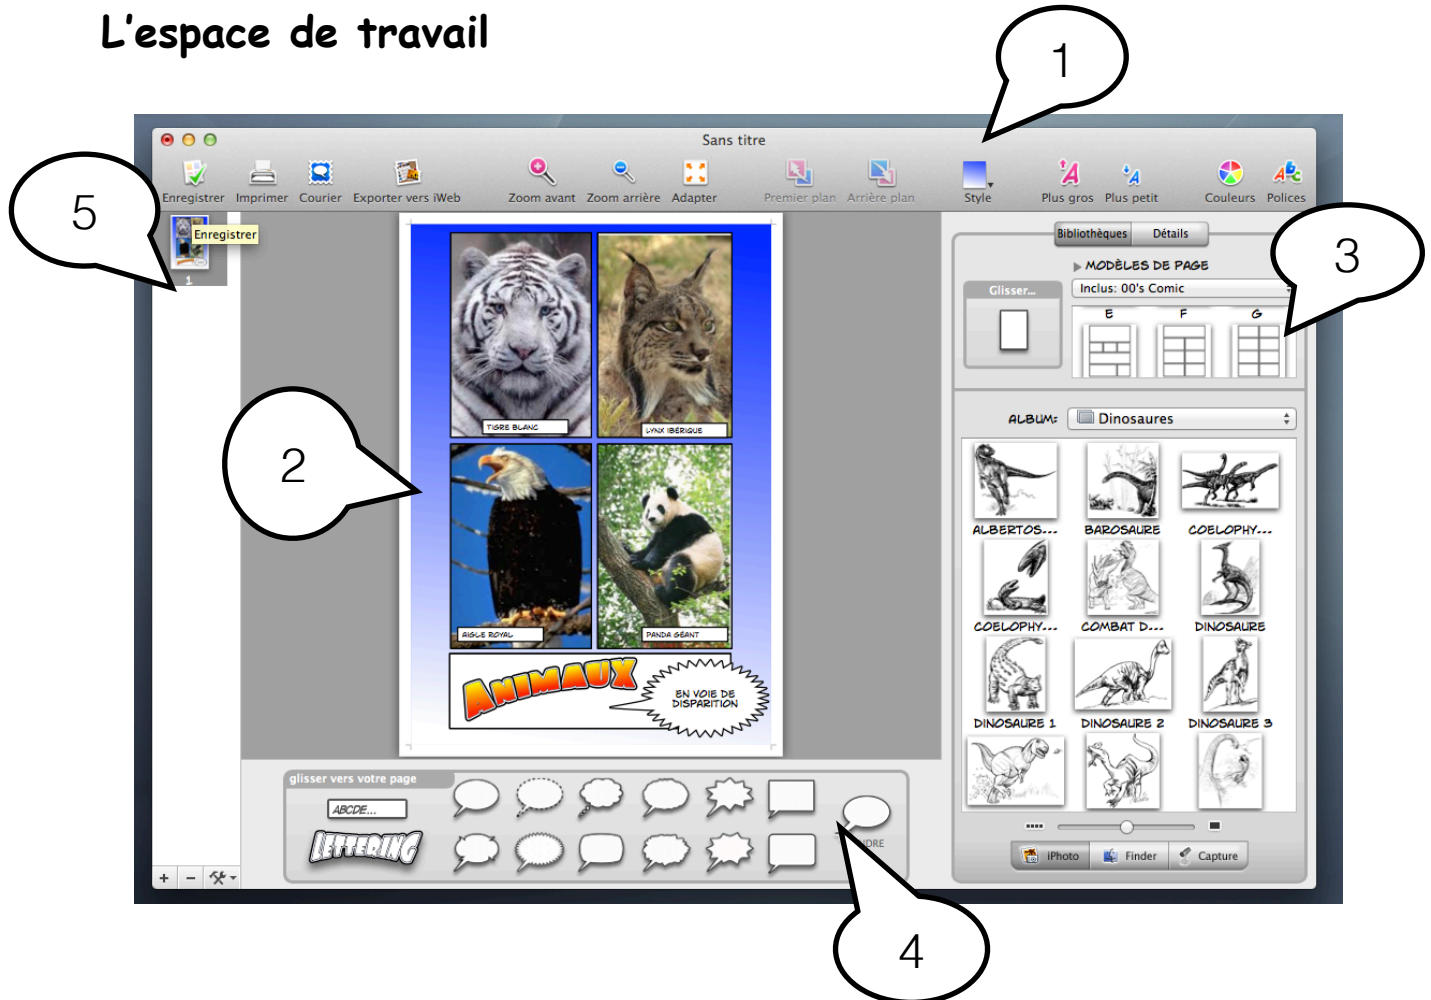 L'espace de travail
1
Sans titre
Enregistrer Imprimer Courier Exporter vers iWeb Zoom avant Zoom arrière Adapter Premier plan Arrière plan Style Plus gros Plus petit Couleurs Polices
5
Enregistrer
1
Bibliothèques Détails
3
MODÈLES DE PAGE
Glisser...
Inclus: 00's Comic
E F G
TIGRE BLANC
LYNX IBÉRIQUE
ALBUM: Dinosaures
2
ALBERTOS... BAROSAURE COELOPHY...
AIGLE ROYAL
PANDA GÉANT
COELOPHY... COMBAT D... DINOSAURE
ANIMAUX
EN VOIE DE
DISPARITION
DINOSAURE 1 DINOSAURE 2 DINOSAURE 3
glisser vers votre page
ABCDE...
LETTERING
iPhoto Finder Capture
4